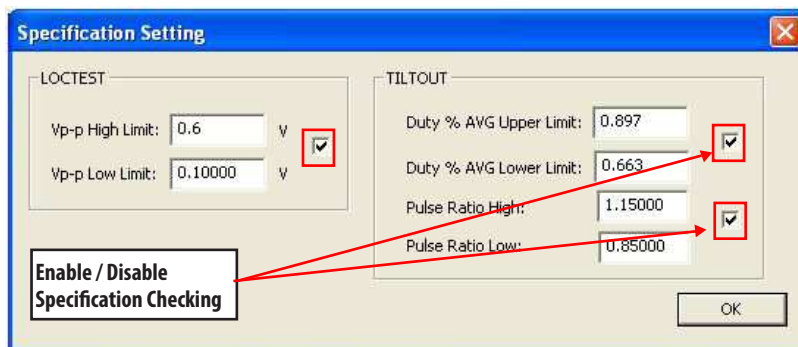 Specification Setting
LOCTEST
Vp-p High Limit: 0.6 V
Vp-p Low Limit: 0.10000 V
TILTOUT
Duty % AVG Upper Limit: 0.897
Duty % AVG Lower Limit: 0.663
Pulse Ratio High: 1.15000
Pulse Ratio Low: 0.85000
Enable / Disable
Specification Checking
OK